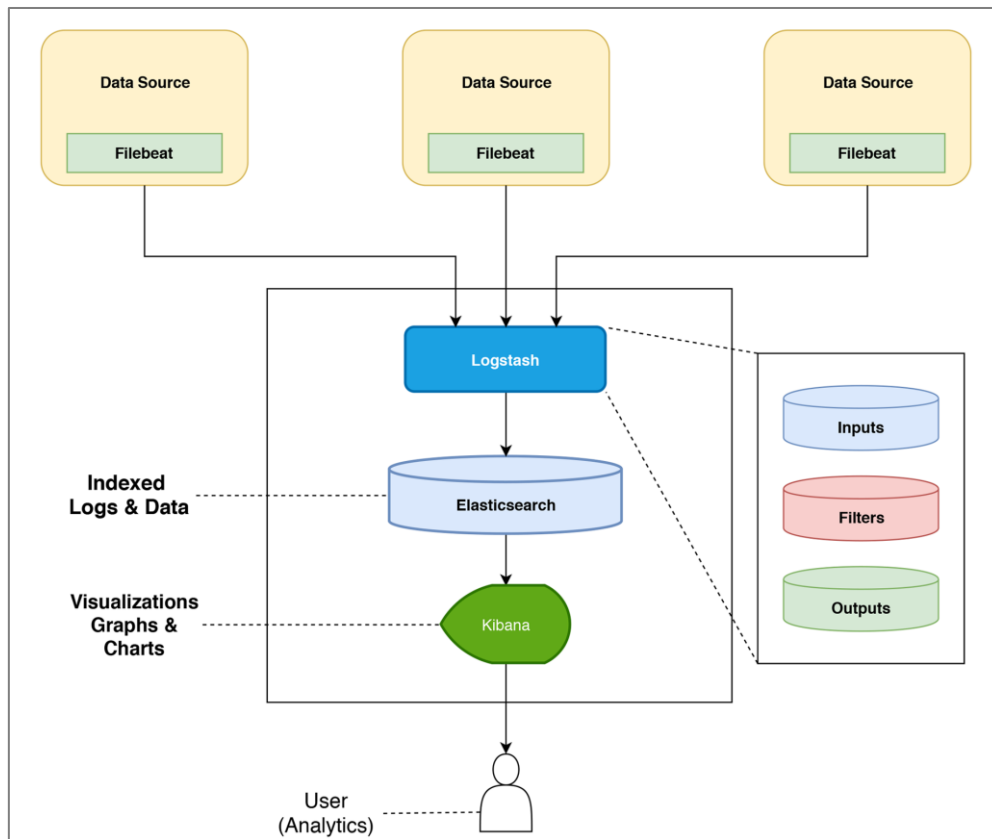 Data Source
Data Source
Data Source
Filebeat
Filebeat
Filebeat
Logstash
Inputs
Indexed
Logs & Data
Elasticsearch
Filters
Visualizations
Graphs &
Charts
Kibana
Outputs
User
(Analytics)